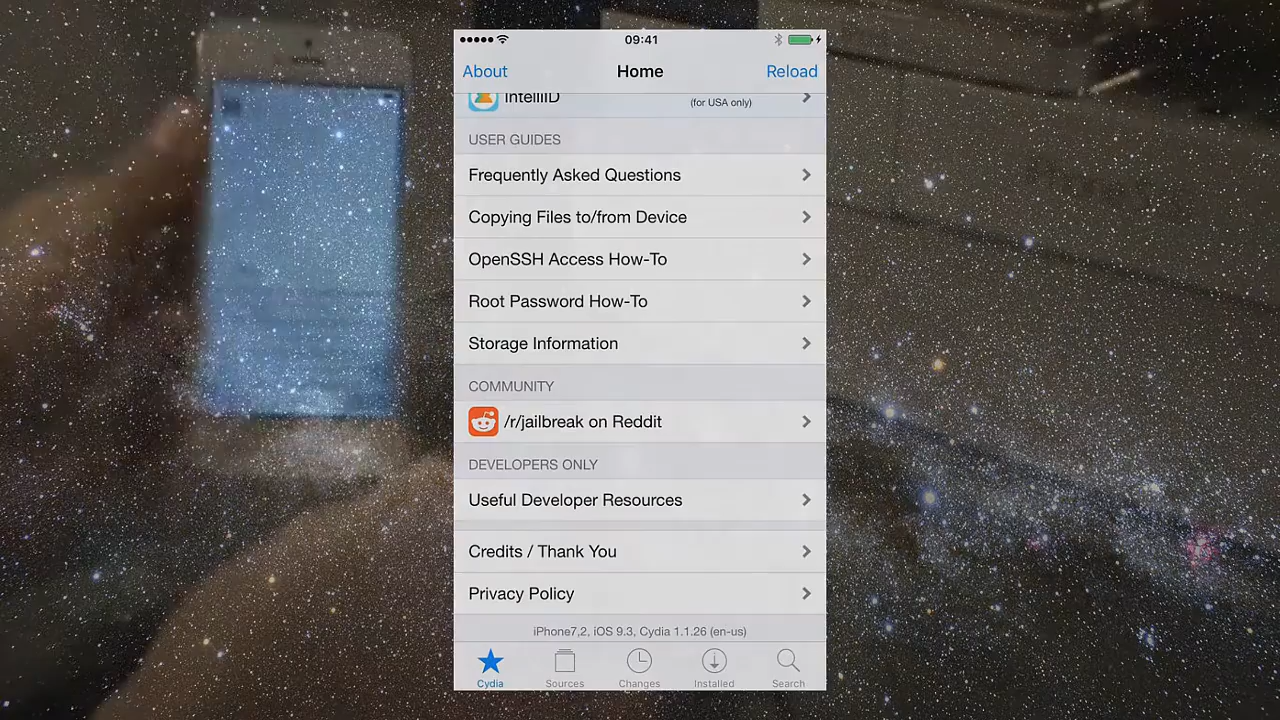 09:41
About Home Reload
IntelliID (for USA only)
USER GUIDES
Frequently Asked Questions
Copying Files to/from Device
OpenSSH Access How-To
Root Password How-To
Storage Information
COMMUNITY
/r/jailbreak on Reddit
DEVELOPERS ONLY
Useful Developer Resources
Credits / Thank You
Privacy Policy
iPhone7,2, iOS 9.3, Cydia 1.1.26 (en-us)
Cydia Sources Changes Installed Search